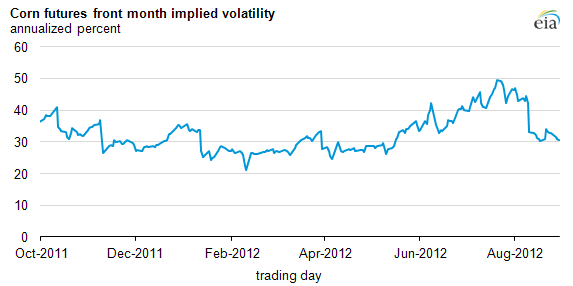 Corn futures front month implied volatility
annualized percent
eia
60
50
40
30
20
10
0
Oct-2011 Dec-2011 Feb-2012 Apr-2012 Jun-2012 Aug-2012
trading day